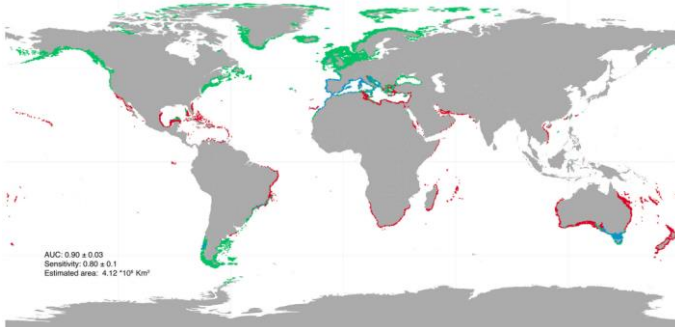 AUC: 0.90 ± 0.03
Sensitivity: 0.80 ± 0.1
Estimated area: 4.12 *10⁶ Km²